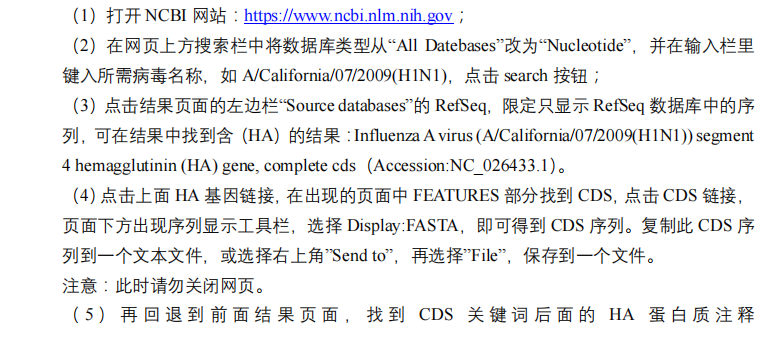 （1）打开 NCBI 网站：https://www.ncbi.nlm.nih.gov；
（2）在网页上方搜索栏中将数据库类型从“All Datebases”改为“Nucleotide”，并在输入栏里
键入所需病毒名称，如 A/California/07/2009(H1N1)，点击 search 按钮；
（3）点击结果页面的左边栏“Source databases”的 RefSeq，限定只显示 RefSeq 数据库中的序
列，可在结果中找到含（HA）的结果：Influenza A virus (A/California/07/2009(H1N1)) segment
4 hemagglutinin (HA) gene, complete cds（Accession:NC_026433.1）。
（4）点击上面 HA 基因链接，在出现的页面中 FEATURES 部分找到 CDS，点击 CDS 链接，
页面下方出现序列显示工具栏，选择 Display:FASTA，即可得到 CDS 序列。复制此 CDS 序
列到一个文本文件，或选择右上角”Send to”，再选择”File”，保存到一个文件。
注意：此时请勿关闭网页。
（5）再回退到前面结果页面，找到 CDS 关键词后面的 HA 蛋白质注释